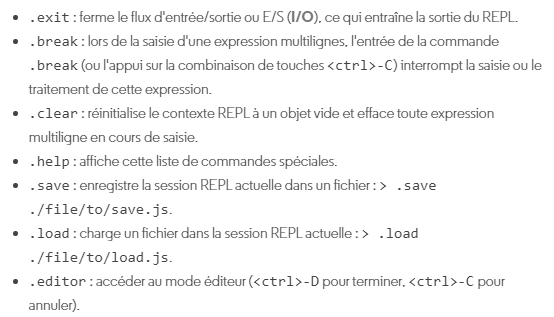 • .exit : ferme le flux d'entrée/sortie ou E/S (I/O), ce qui entraîne la sortie du REPL.
• .break : lors de la saisie d'une expression multilignes, l'entrée de la commande
.break (ou l'appui sur la combinaison de touches <ctrl>-C) interrompt la saisie ou le
traitement de cette expression.
• .clear : réinitialise le contexte REPL à un objet vide et efface toute expression
multiligne en cours de saisie.
• .help : affiche cette liste de commandes spéciales.
• .save : enregistre la session REPL actuelle dans un fichier : > .save
./file/to/save.js.
• .load : charge un fichier dans la session REPL actuelle : > .load
./file/to/load.js.
• .editor : accéder au mode éditeur (<ctrl>-D pour terminer, <ctrl>-C pour
annuler).